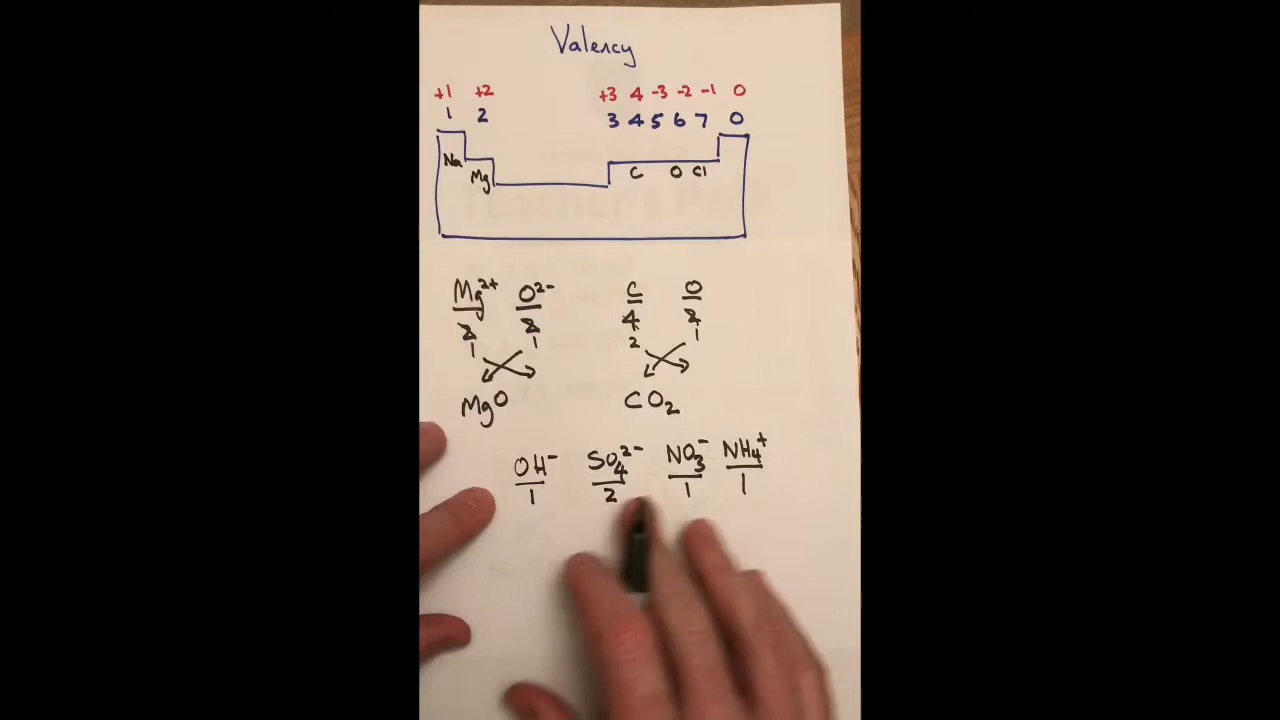 Valency
+1 +2 +3 4 -3 -2 -1 0
1 2 3 4 5 6 7 0
Na
Mg C O Cl
Mg²⁺ O²⁻ C O
2 2 4 2
1 1 2 1
MgO CO₂
OH⁻ SO₄²⁻ NO₃⁻ NH₄⁺
1 2 1 1